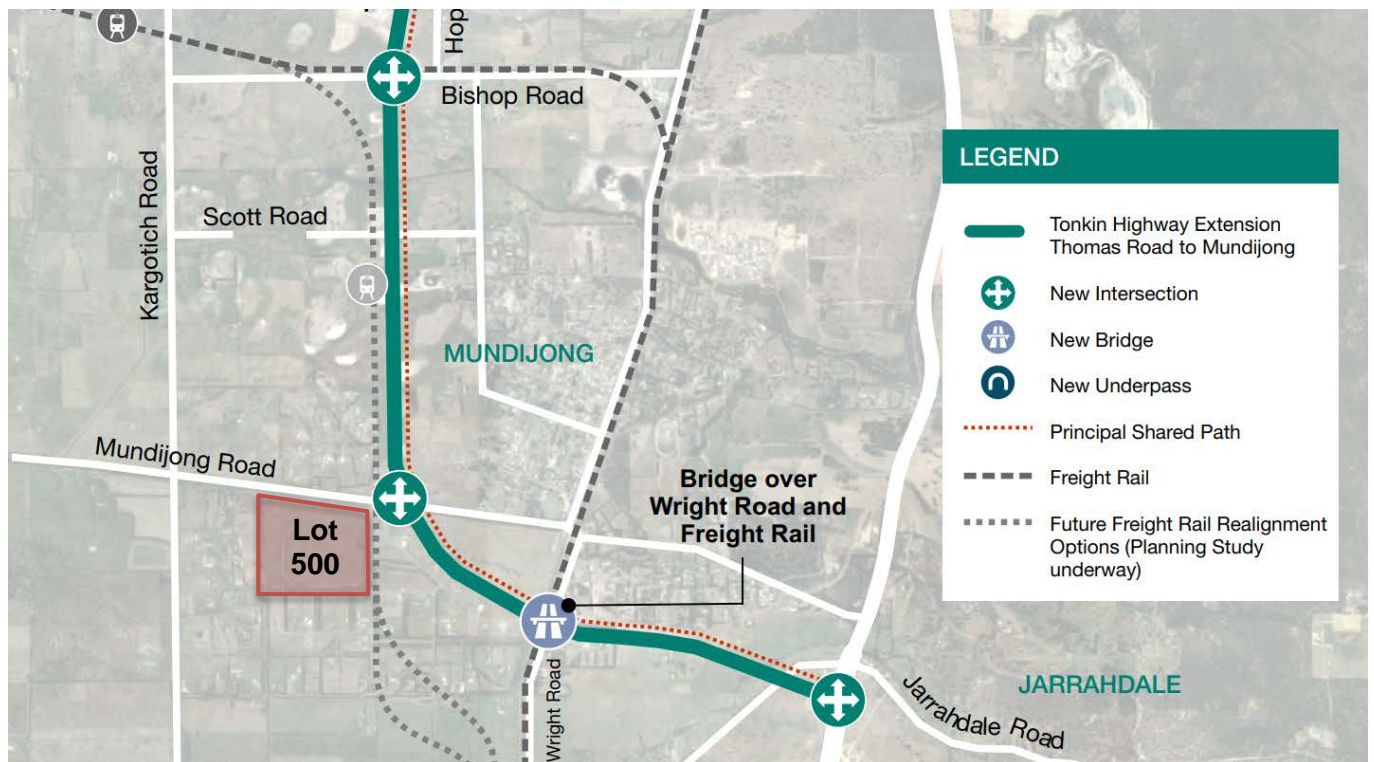 Hop
Bishop Road
Kargotich Road
Scott Road
MUNDIJONG
Mundijong Road
Lot
500
Bridge over
Wright Road and
Freight Rail
Wright Road
Jarrahdale Road
JARRAHDALE
LEGEND
Tonkin Highway Extension
Thomas Road to Mundijong
New Intersection
New Bridge
New Underpass
Principal Shared Path
Freight Rail
Future Freight Rail Realignment
Options (Planning Study
underway)